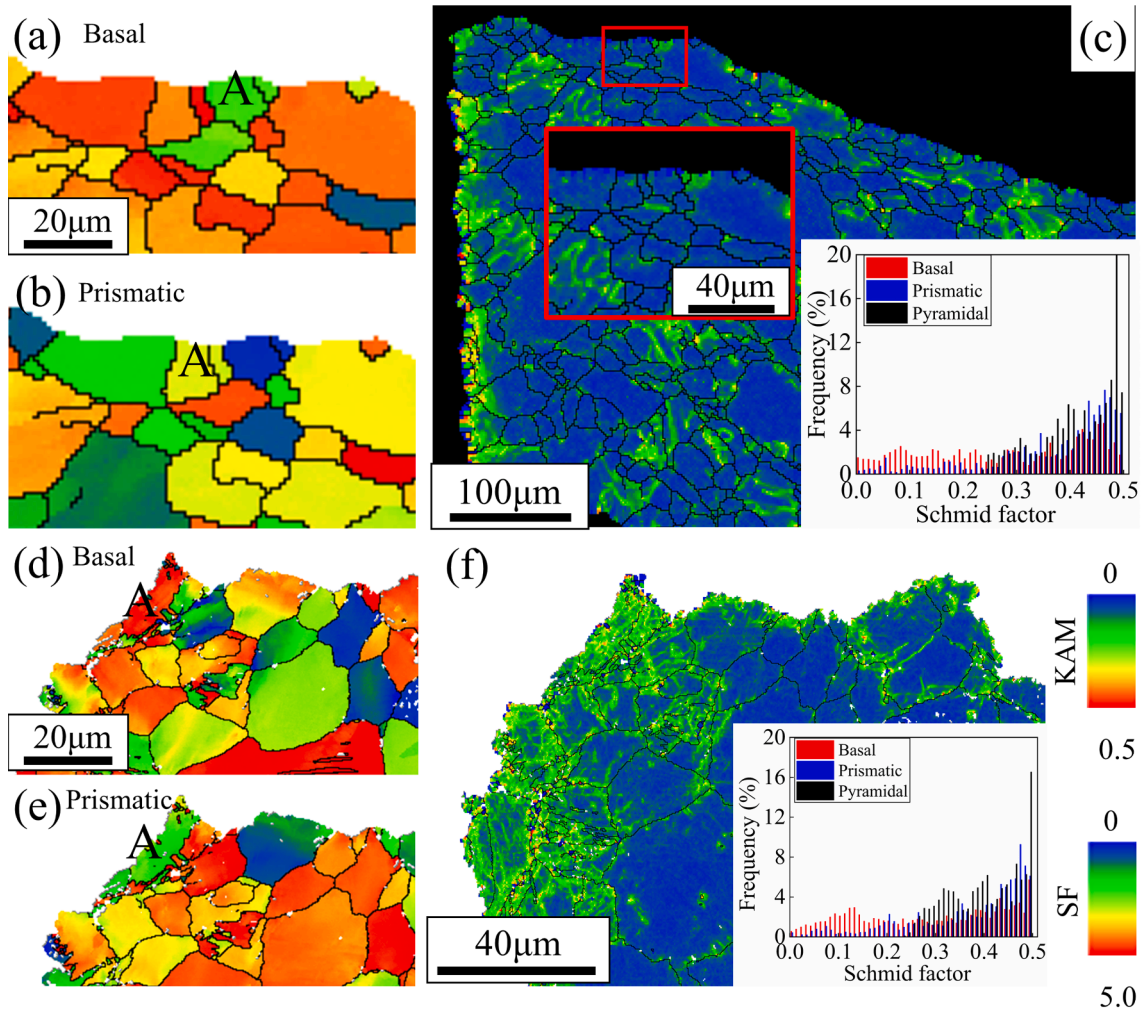 (a) Basal
A
20μm
(b) Prismatic
A
(c)
40μm
100μm
20
16
12
8
4
0
Frequency (%)
Basal
Prismatic
Pyramidal
0.0 0.1 0.2 0.3 0.4 0.5
Schmid factor
(d) Basal
A
20μm
(e) Prismatic
A
(f)
40μm
20
16
12
8
4
0
Frequency (%)
Basal
Prismatic
Pyramidal
0.0 0.1 0.2 0.3 0.4 0.5
Schmid factor
0
KAM
0.5
0
SF
5.0